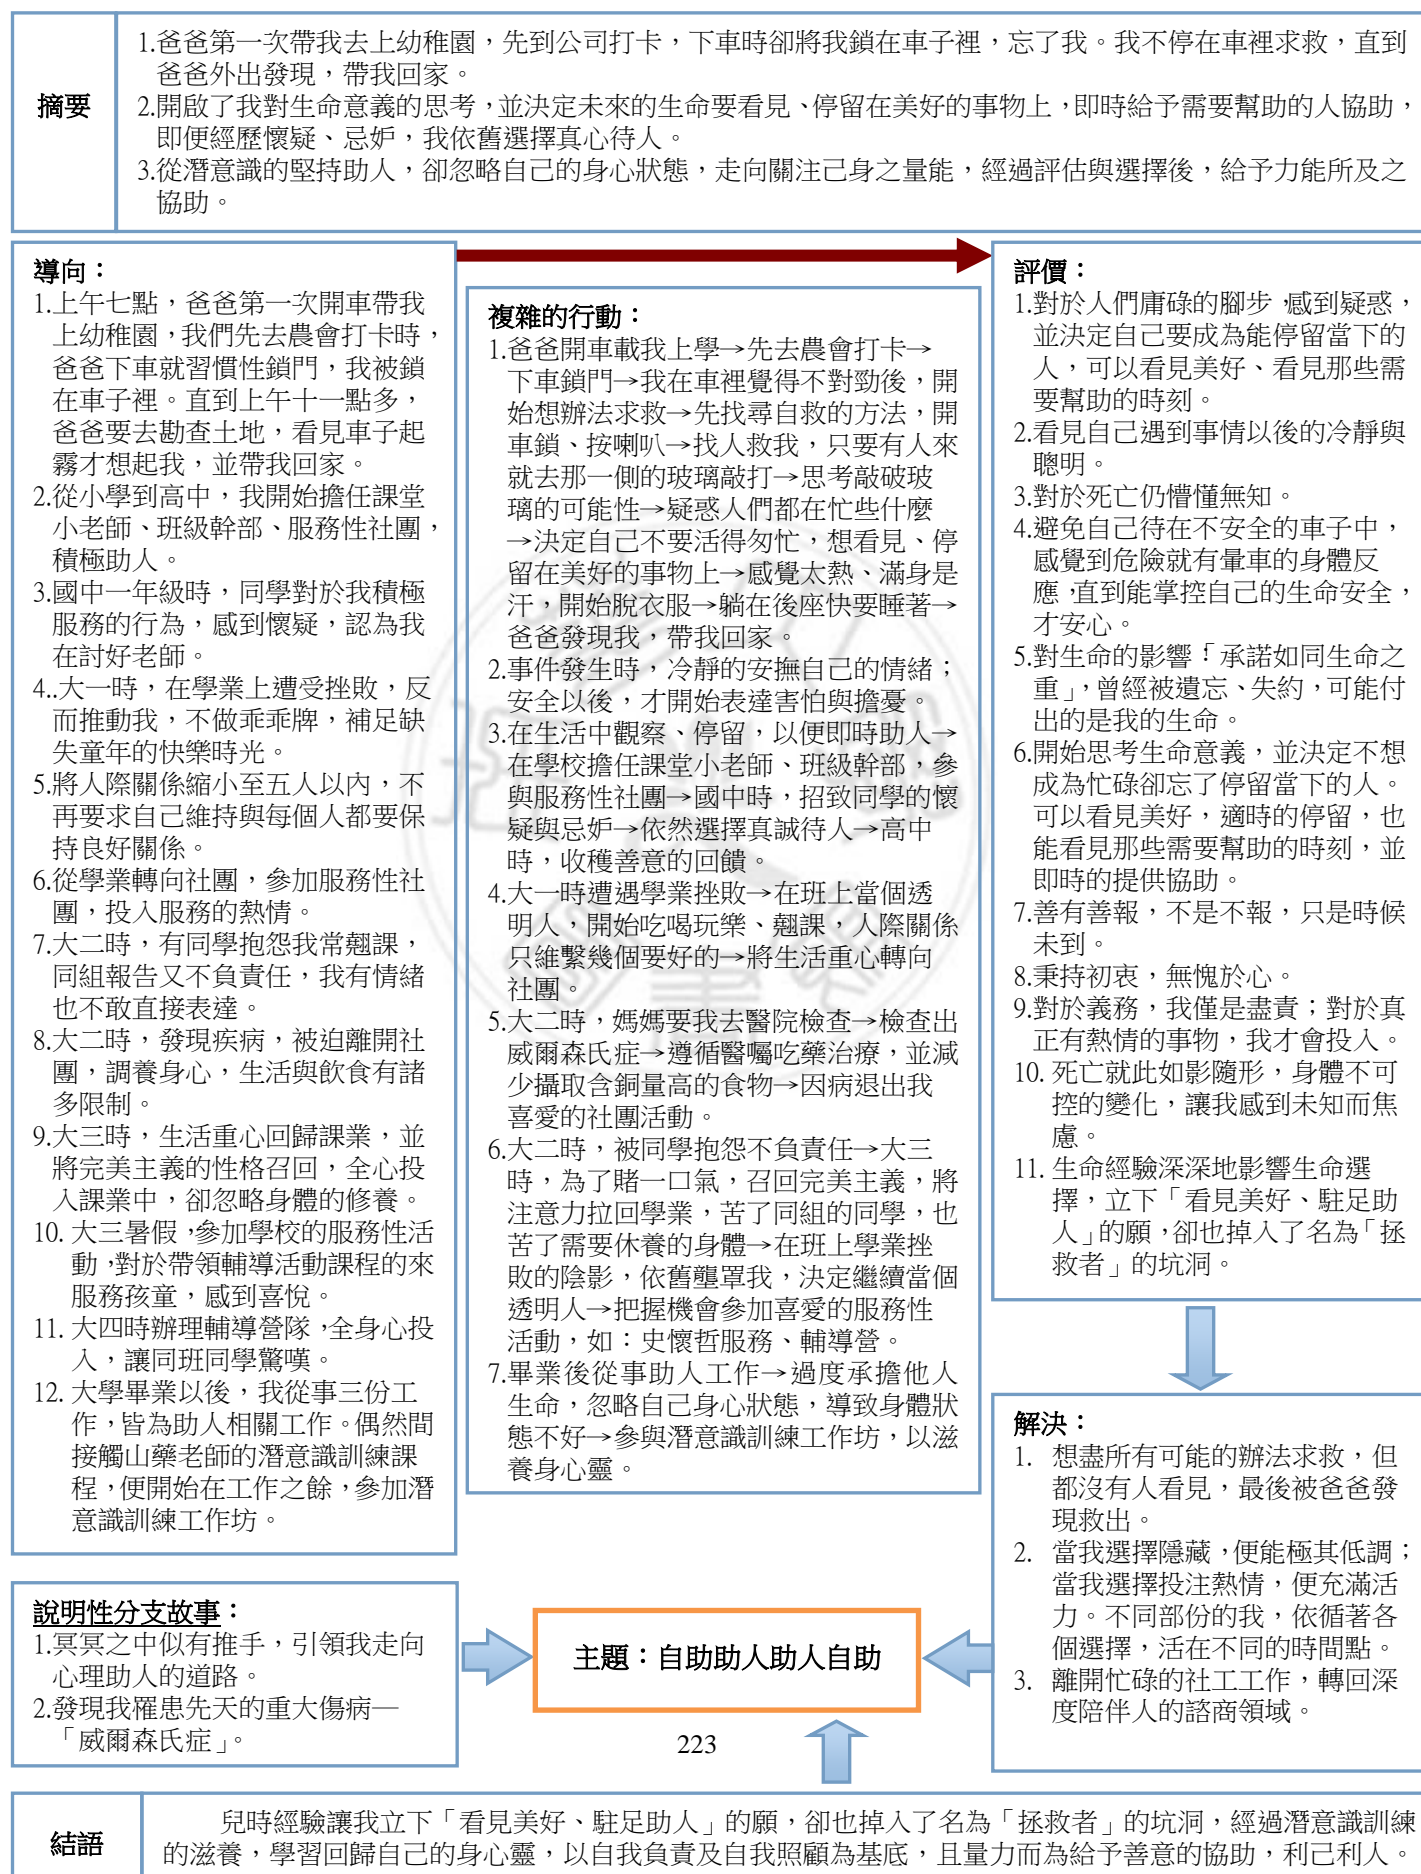 摘要
1.爸爸第一次帶我去上幼稚園，先到公司打卡，下車時卻將我鎖在車子裡，忘了我。我不停在車裡求救，直到
爸爸外出發現，帶我回家。
2.開啟了我對生命意義的思考，並決定未來的生命要看見、停留在美好的事物上，即時給予需要幫助的人協助，
即便經歷懷疑、忌妒，我依舊選擇真心待人。
3.從潛意識的堅持助人，卻忽略自己的身心狀態，走向關注己身之量能，經過評估與選擇後，給予力能所及之
協助。
導向：
1.上午七點，爸爸第一次開車帶我
上幼稚園，我們先去農會打卡時，
爸爸下車就習慣性鎖門，我被鎖
在車子裡。直到上午十一點多，
爸爸要去勘查土地，看見車子起
霧才想起我，並帶我回家。
2.從小學到高中，我開始擔任課堂
小老師、班級幹部、服務性社團，
積極助人。
3.國中一年級時，同學對於我積極
服務的行為，感到懷疑，認為我
在討好老師。
4..大一時，在學業上遭受挫敗，反
而推動我，不做乖乖牌，補足缺
失童年的快樂時光。
5.將人際關係縮小至五人以內，不
再要求自己維持與每個人都要保
持良好關係。
6.從學業轉向社團，參加服務性社
團，投入服務的熱情。
7.大二時，有同學抱怨我常翹課，
同組報告又不負責任，我有情緒
也不敢直接表達。
8.大二時，發現疾病，被迫離開社
團，調養身心，生活與飲食有諸
多限制。
9.大三時，生活重心回歸課業，並
將完美主義的性格召回，全心投
入課業中，卻忽略身體的修養。
10. 大三暑假，參加學校的服務性活
動，對於帶領輔導活動課程的來
服務孩童，感到喜悅。
11. 大四時辦理輔導營隊，全身心投
入，讓同班同學驚嘆。
12. 大學畢業以後，我從事三份工
作，皆為助人相關工作。偶然間
接觸山藥老師的潛意識訓練課
程，便開始在工作之餘，參加潛
意識訓練工作坊。
複雜的行動：
1.爸爸開車載我上學→先去農會打卡→
下車鎖門→我在車裡覺得不對勁後，開
始想辦法求救→先找尋自救的方法，開
車鎖、按喇叭→找人救我，只要有人來
就去那一側的玻璃敲打→思考敲破玻
璃的可能性→疑惑人們都在忙些什麼
→決定自己不要活得匆忙，想看見、停
留在美好的事物上→感覺太熱、滿身是
汗，開始脫衣服→躺在後座快要睡著→
爸爸發現我，帶我回家。
2.事件發生時，冷靜的安撫自己的情緒；
安全以後，才開始表達害怕與擔憂。
3.在生活中觀察、停留，以便即時助人→
在學校擔任課堂小老師、班級幹部，參
與服務性社團→國中時，招致同學的懷
疑與忌妒→依然選擇真誠待人→高中
時，收穫善意的回饋。
4.大一時遭遇學業挫敗→在班上當個透
明人，開始吃喝玩樂、翹課，人際關係
只維繫幾個要好的→將生活重心轉向
社團。
5.大二時，媽媽要我去醫院檢查→檢查出
威爾森氏症→遵循醫囑吃藥治療，並減
少攝取含銅量高的食物→因病退出我
喜愛的社團活動。
6.大二時，被同學抱怨不負責任→大三
時，為了賭一口氣，召回完美主義，將
注意力拉回學業，苦了同組的同學，也
苦了需要休養的身體→在班上學業挫
敗的陰影，依舊壟罩我，決定繼續當個
透明人→把握機會參加喜愛的服務性
活動，如：史懷哲服務、輔導營。
7.畢業後從事助人工作→過度承擔他人
生命，忽略自己身心狀態，導致身體狀
態不好→參與潛意識訓練工作坊，以滋
養身心靈。
評價：
1.對於人們庸碌的腳步，感到疑惑，
並決定自己要成為能停留當下的
人，可以看見美好、看見那些需
要幫助的時刻。
2.看見自己遇到事情以後的冷靜與
聰明。
3.對於死亡仍懵懂無知。
4.避免自己待在不安全的車子中，
感覺到危險就有暈車的身體反
應，直到能掌控自己的生命安全，
才安心。
5.對生命的影響：「承諾如同生命之
重」，曾經被遺忘、失約，可能付
出的是我的生命。
6.開始思考生命意義，並決定不想
成為忙碌卻忘了停留當下的人。
可以看見美好，適時的停留，也
能看見那些需要幫助的時刻，並
即時的提供協助。
7.善有善報，不是不報，只是時候
未到。
8.秉持初衷，無愧於心。
9.對於義務，我僅是盡責；對於真
正有熱情的事物，我才會投入。
10. 死亡就此如影隨形，身體不可
控的變化，讓我感到未知而焦
慮。
11. 生命經驗深深地影響生命選
擇，立下「看見美好、駐足助
人」的願，卻也掉入了名為「拯
救者」的坑洞。
解決：
1. 想盡所有可能的辦法求救，但
都沒有人看見，最後被爸爸發
現救出。
2. 當我選擇隱藏，便能極其低調；
當我選擇投注熱情，便充滿活
力。不同部份的我，依循著各
個選擇，活在不同的時間點。
3. 離開忙碌的社工工作，轉回深
度陪伴人的諮商領域。
說明性分支故事：
1.冥冥之中似有推手，引領我走向
心理助人的道路。
2.發現我罹患先天的重大傷病—
「威爾森氏症」。
主題：自助助人助人自助
223
結語
兒時經驗讓我立下「看見美好、駐足助人」的願，卻也掉入了名為「拯救者」的坑洞，經過潛意識訓練
的滋養，學習回歸自己的身心靈，以自我負責及自我照顧為基底，且量力而為給予善意的協助，利己利人。